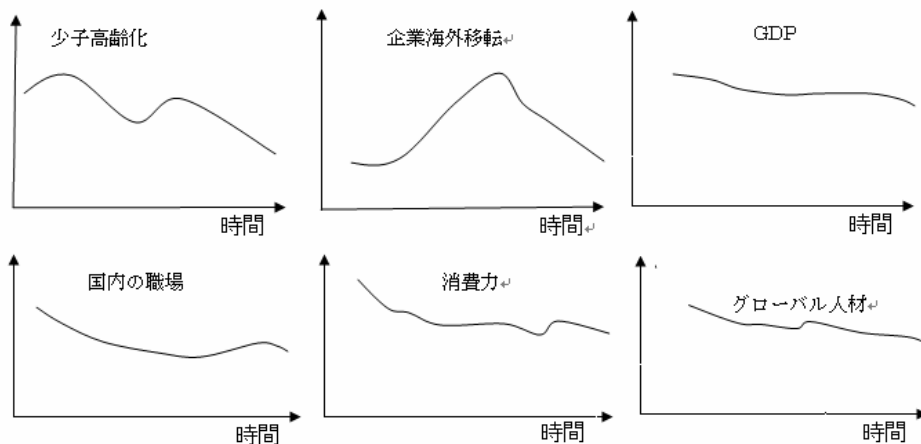 少子高齢化
企業海外移転
GDP
時間
時間
時間
国内の職場
消費力
グローバル人材
時間
時間
時間